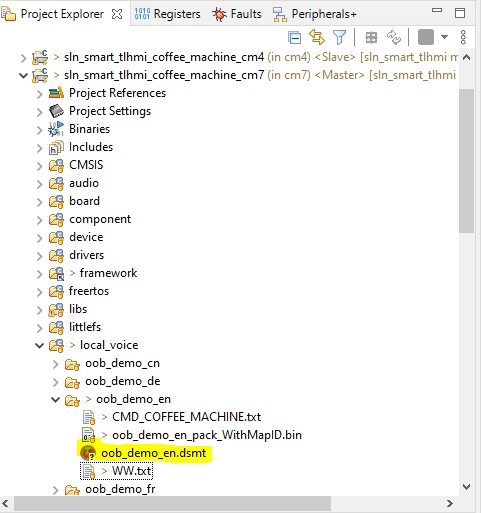 Project Explorer Registers Faults Peripherals+
> sln_smart_tlhmi_coffee_machine_cm4 (in cm4) <Slave> [sln_smart_tlhmi m
> sln_smart_tlhmi_coffee_machine_cm7 (in cm7) <Master> [sln_smart_tlhmi
Project References
Project Settings
Binaries
Includes
CMSIS
audio
board
component
device
drivers
> framework
freertos
libs
littlefs
> local_voice
oob_demo_cn
oob_demo_de
> oob_demo_en
> CMD_COFFEE_MACHINE.txt
> oob_demo_en_pack_WithMapID.bin
oob_demo_en.dsmt
> WW.txt
oob_demo_fr